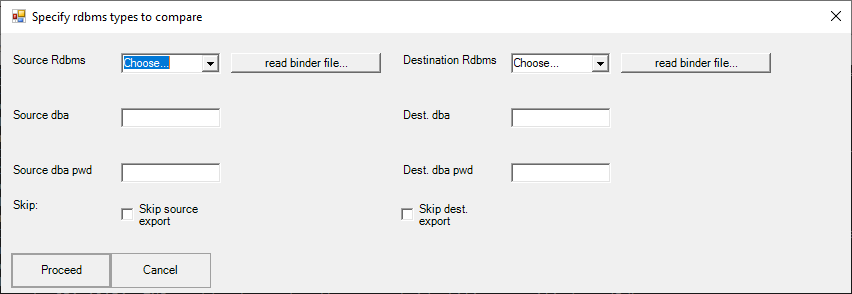 Specify rdbms types to compare
Source Rdbms Choose... read binder file... Destination Rdbms Choose... read binder file...
Source dba Dest. dba
Source dba pwd Dest. dba pwd
Skip: Skip source Skip dest.
export export
Proceed Cancel